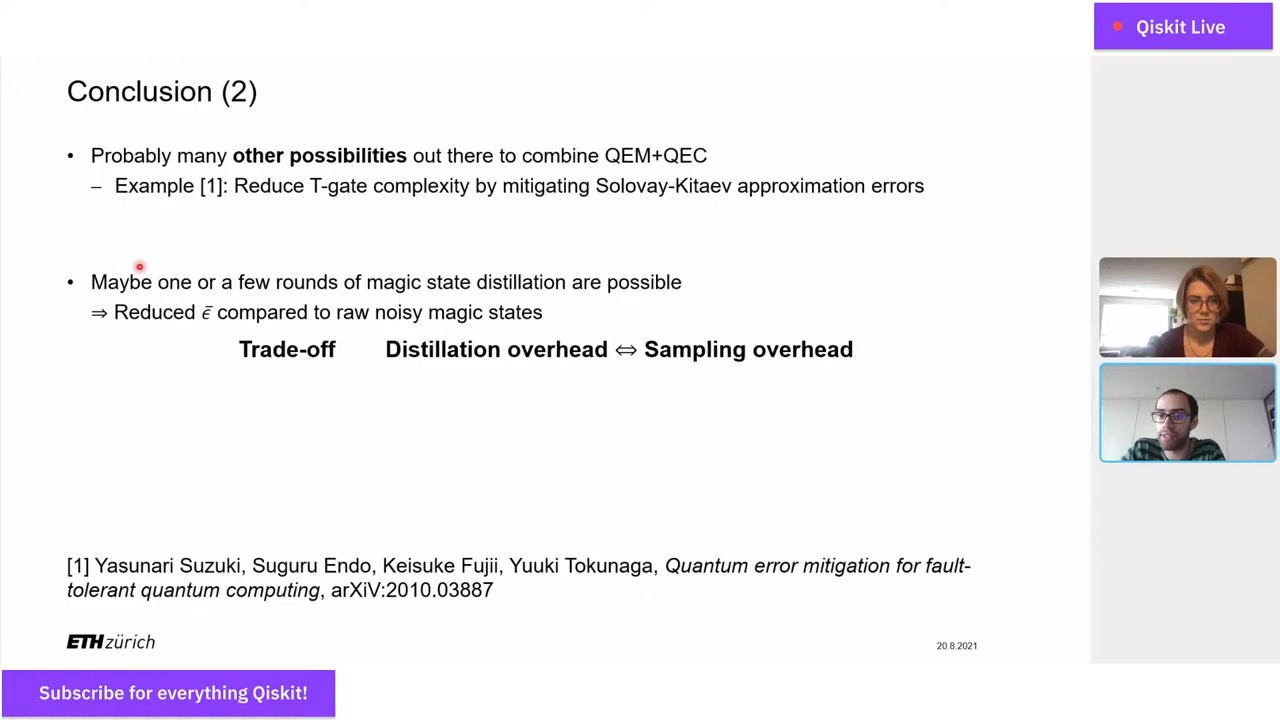 Qiskit Live
Conclusion (2)
• Probably many other possibilities out there to combine QEM+QEC
– Example [1]: Reduce T-gate complexity by mitigating Solovay-Kitaev approximation errors
• Maybe one or a few rounds of magic state distillation are possible
⇒ Reduced ϵ̄ compared to raw noisy magic states
Trade-off Distillation overhead ⇔ Sampling overhead
[1] Yasunari Suzuki, Suguru Endo, Keisuke Fujii, Yuuki Tokunaga, Quantum error mitigation for fault-
tolerant quantum computing, arXiV:2010.03887
ETH zürich
20.8.2021
Subscribe for everything Qiskit!